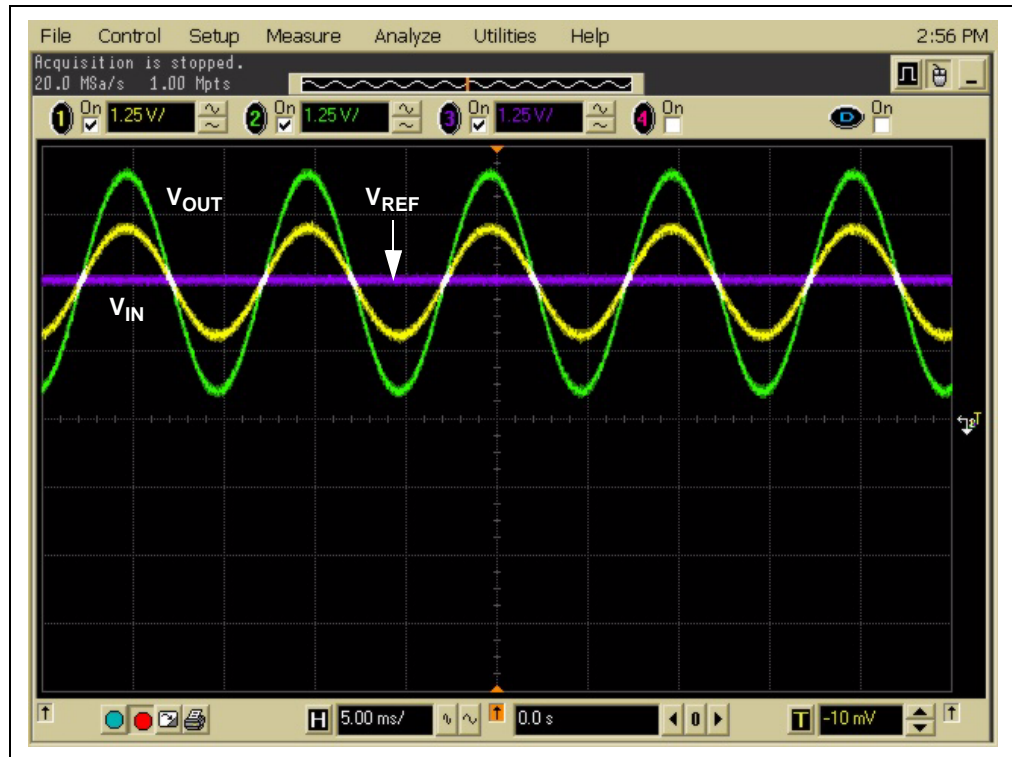 File Control Setup Measure Analyze Utilities Help 2:56 PM
Acquisition is stopped.
20.0 MSa/s 1.00 Mpts
1 On 1.25 V/ 2 On 1.25 V/ 3 On 1.25 V/ 4 On D On
VOUT VREF
VIN
T
H 5.00 ms/ T 0.0 s 0 T -10 mV